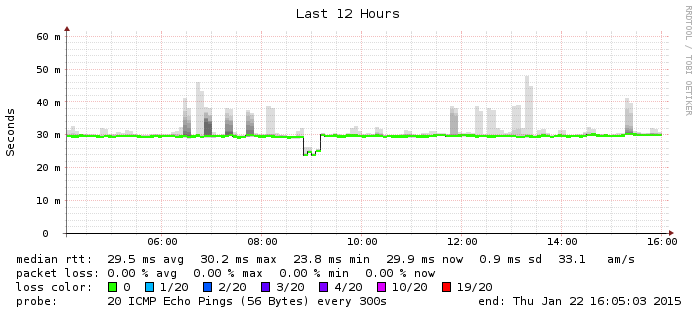 Last 12 Hours
RRDTOOL / TOBI OETIKER
Seconds
60 m
50 m
40 m
30 m
20 m
10 m
0
06:00 08:00 10:00 12:00 14:00 16:00
median rtt: 29.5 ms avg 30.2 ms max 23.8 ms min 29.9 ms now 0.9 ms sd 33.1 am/s
packet loss: 0.00 % avg 0.00 % max 0.00 % min 0.00 % now
loss color: 0 1/20 2/20 3/20 4/20 10/20 19/20
probe: 20 ICMP Echo Pings (56 Bytes) every 300s end: Thu Jan 22 16:05:03 2015